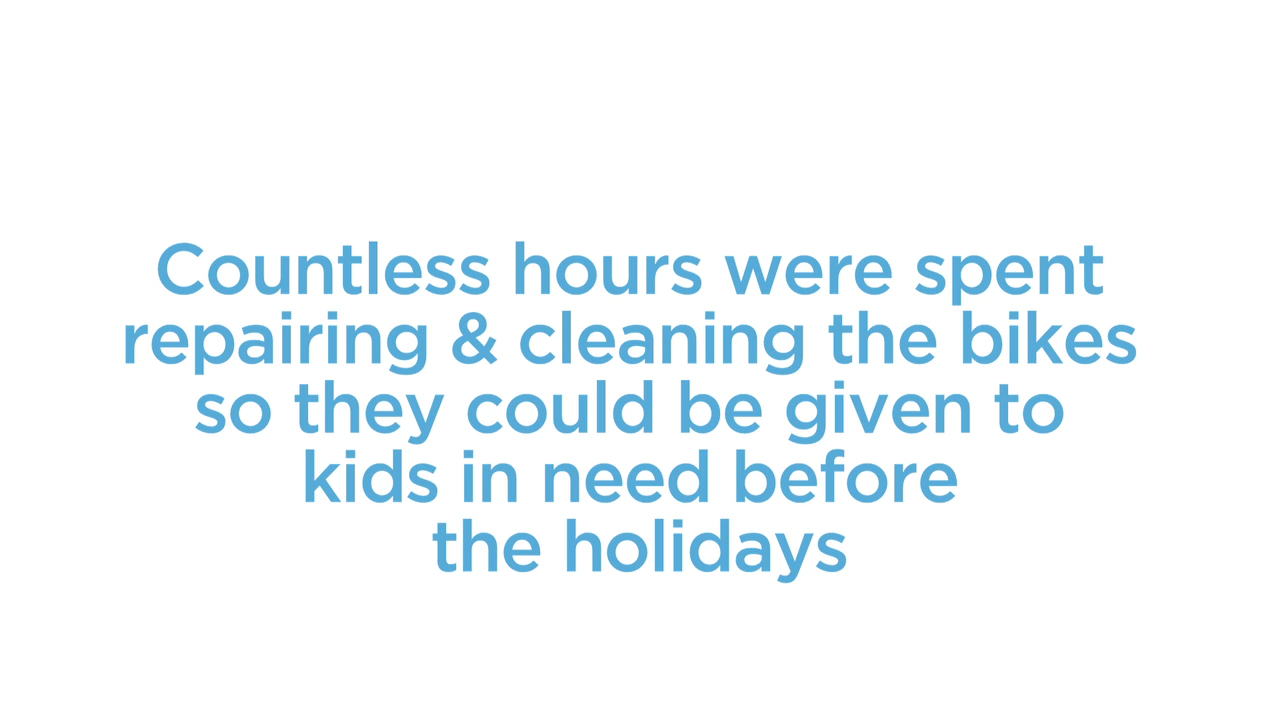 Countless hours were spent
repairing & cleaning the bikes
so they could be given to
kids in need before
the holidays